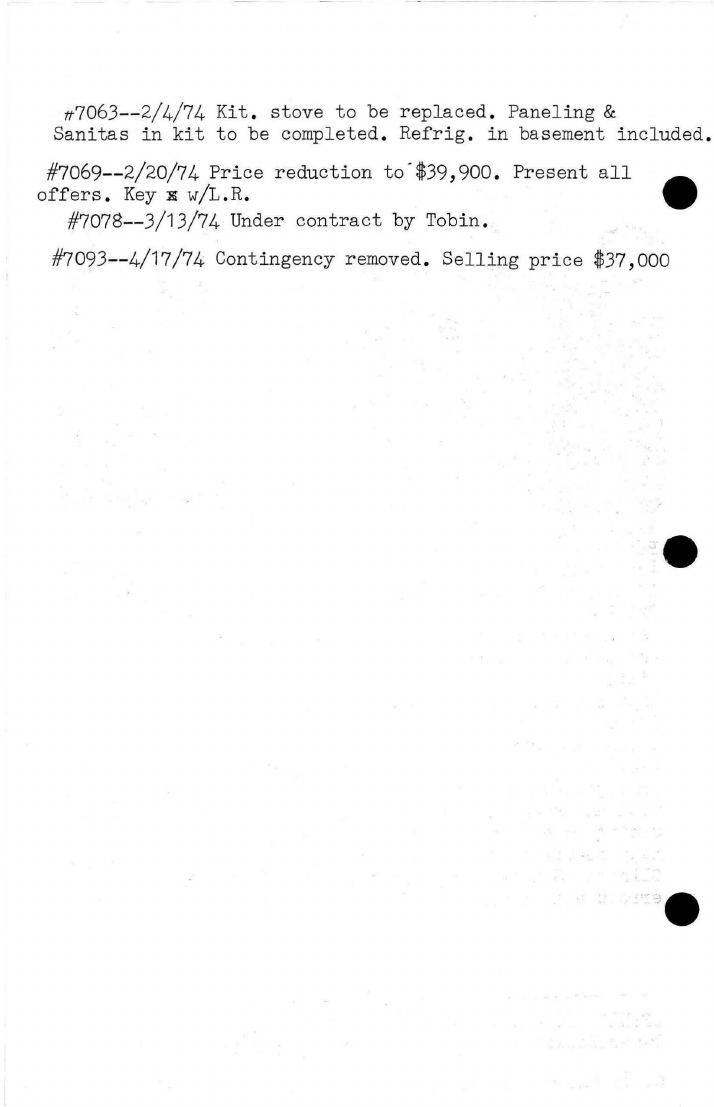 #7063--2/4/74 Kit. stove to be replaced. Paneling &
Sanitas in kit to be completed. Refrig. in basement included.
#7069--2/20/74 Price reduction to $39,900. Present all
offers. Key x w/L.R.
#7078--3/13/74 Under contract by Tobin.
#7093--4/17/74 Contingency removed. Selling price $37,000